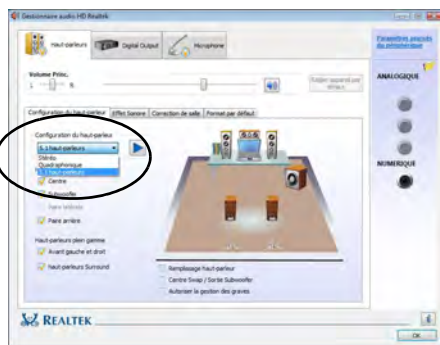 Gestionnaire audio HD Realtek
Haut-parleurs
Digital Output
Microphone
Paramètres avancés
du périphérique
Volume Princ.
ANALOGIQUE
Configuration du haut-parleur
Effet Sonore
Correction de salle
Format par défaut
Configuration du haut-parleur
5.1 haut-parleurs
Stéréo
Quadraphonique
5.1 haut-parleurs
Centre
Subwoofer
Paire arrière
NUMERIQUE
Haut-parleurs plein gamme
Avant gauche et droit
haut-parleurs Surround
Remplissage haut-parleur
Centre Swap / Sortie Subwoofer
Autoriser la gestion des graves
REALTEK
OK